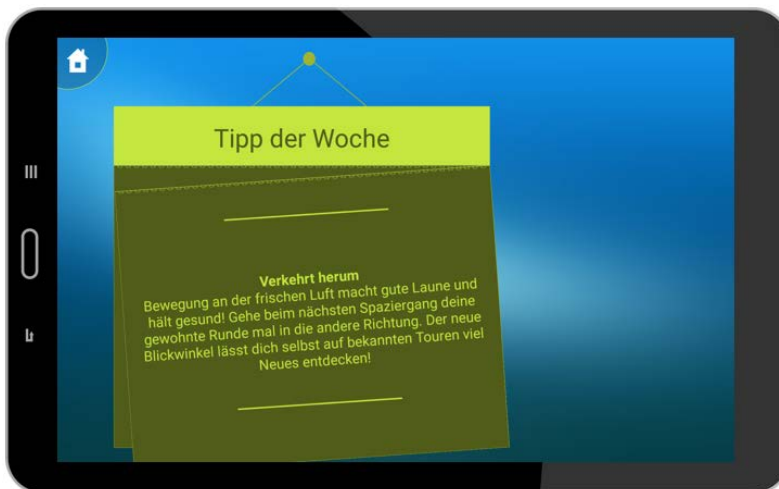 Tipp der Woche
Verkehrt herum
Bewegung an der frischen Luft macht gute Laune und
hält gesund! Gehe beim nächsten Spaziergang deine
gewohnte Runde mal in die andere Richtung. Der neue
Blickwinkel lässt dich selbst auf bekannten Touren viel
Neues entdecken!